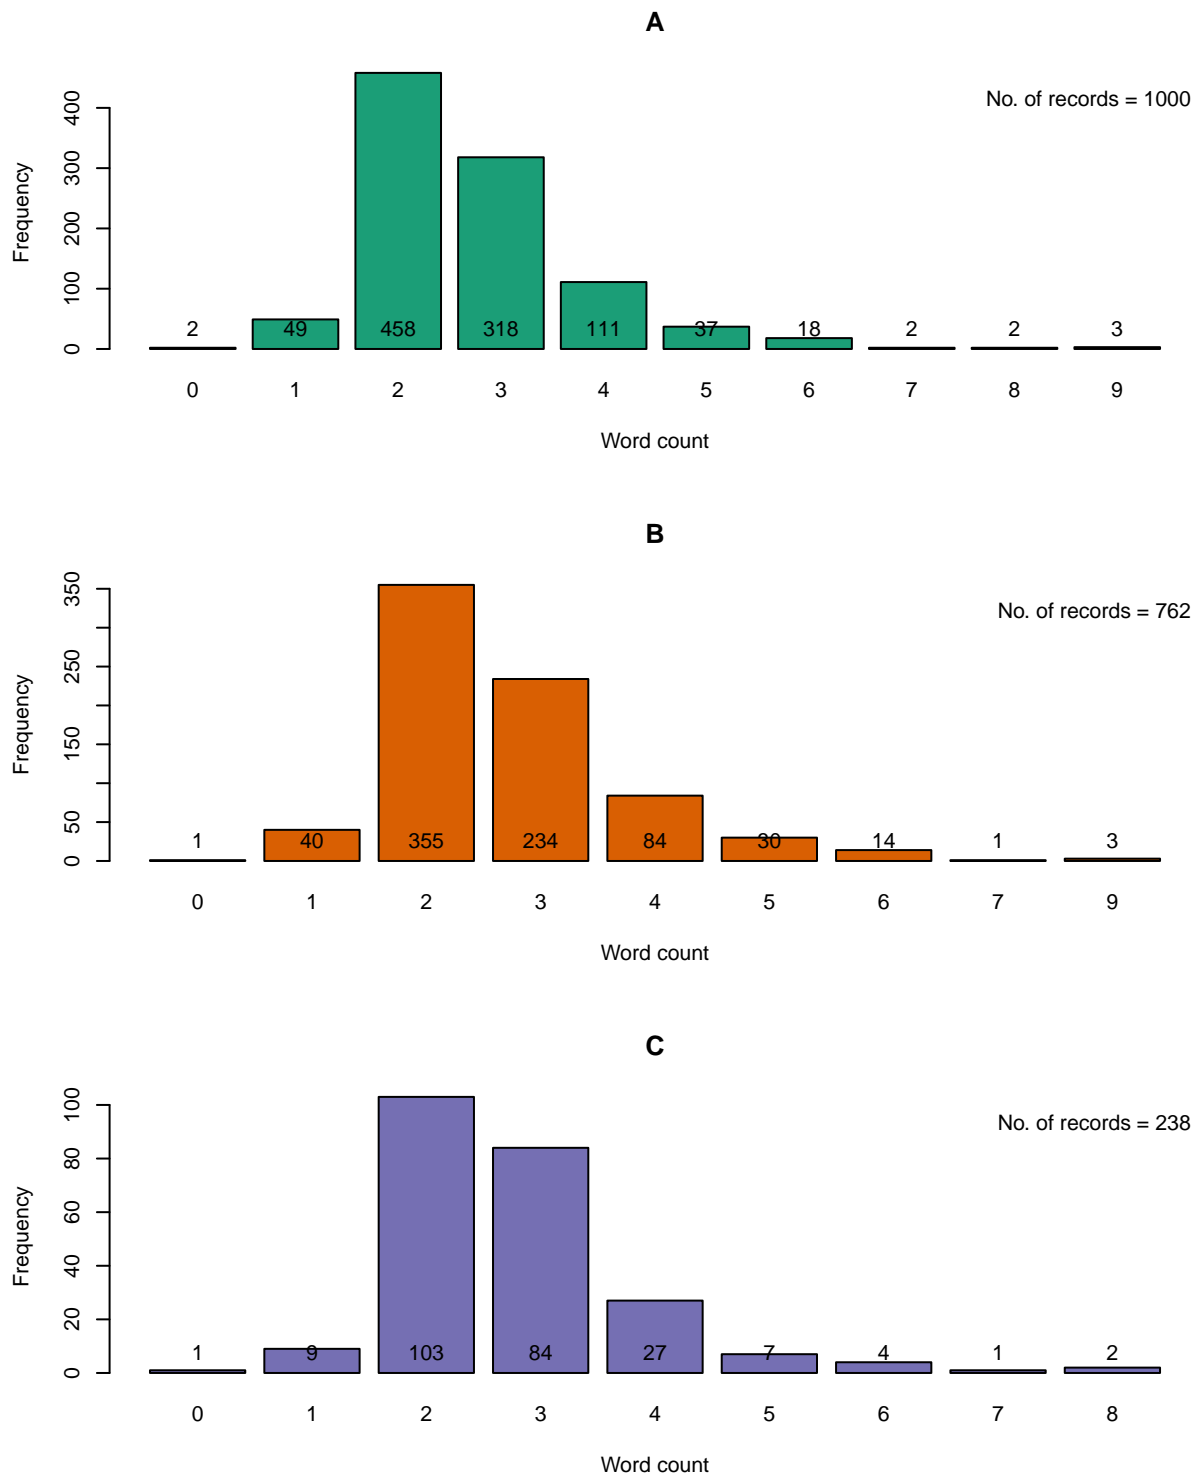 A
No. of records = 1000
Frequency
400
300
200
100
0
2 49 458 318 111 37 18 2 2 3
0 1 2 3 4 5 6 7 8 9
Word count
B
No. of records = 762
Frequency
350
250
150
50
0
1 40 355 234 84 30 14 1 3
0 1 2 3 4 5 6 7 9
Word count
C
No. of records = 238
Frequency
100
80
60
40
20
0
1 9 103 84 27 7 4 1 2
0 1 2 3 4 5 6 7 8
Word count